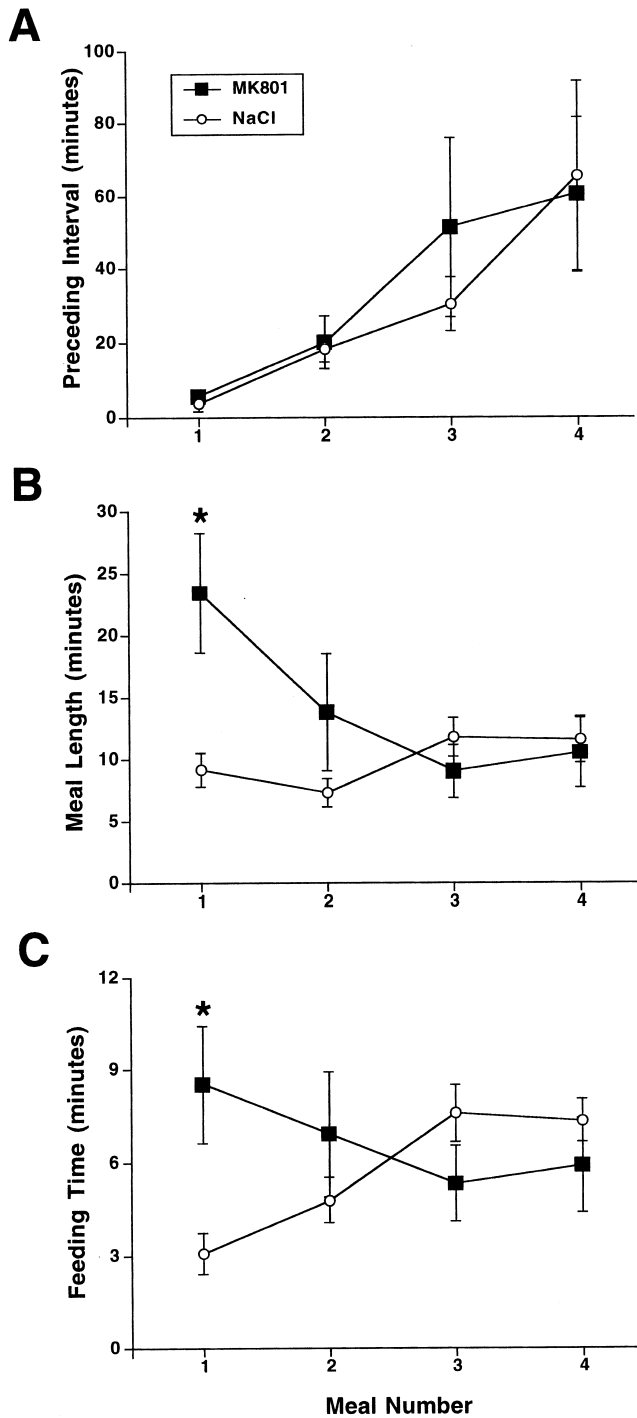 A
Preceding Interval (minutes)
100
80
60
40
20
0
MK801
NaCl
1 2 3 4
B
*
Meal Length (minutes)
30
25
20
15
10
5
0
1 2 3 4
C
*
Feeding Time (minutes)
12
9
6
3
0
1 2 3 4
Meal Number